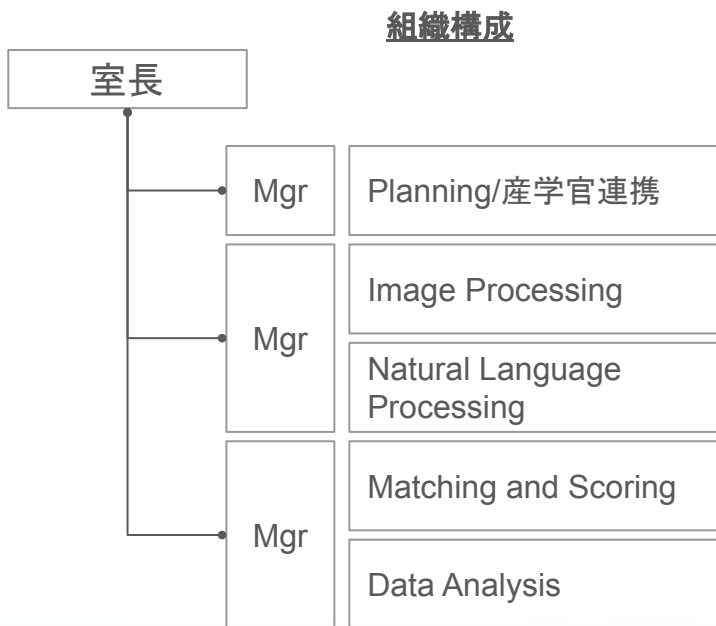 組織構成
室長
Mgr
Planning/産学官連携
Mgr
Image Processing
Natural Language
Processing
Mgr
Matching and Scoring
Data Analysis